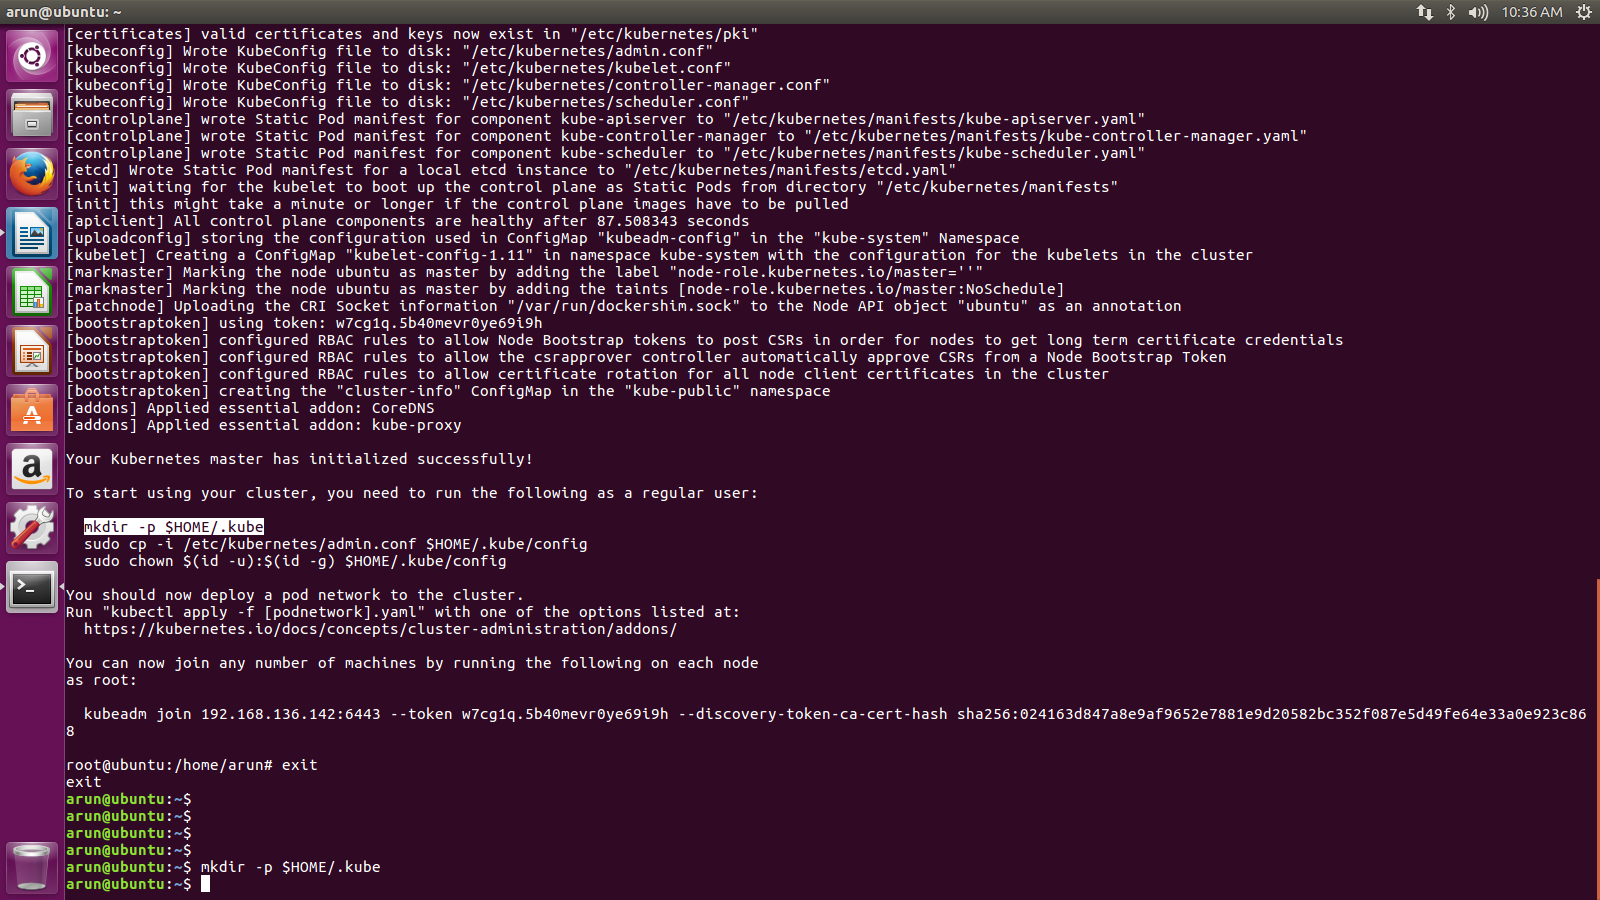 arun@ubuntu: ~
10:36 AM
[certificates] valid certificates and keys now exist in "/etc/kubernetes/pki"
[kubeconfig] Wrote KubeConfig file to disk: "/etc/kubernetes/admin.conf"
[kubeconfig] Wrote KubeConfig file to disk: "/etc/kubernetes/kubelet.conf"
[kubeconfig] Wrote KubeConfig file to disk: "/etc/kubernetes/controller-manager.conf"
[kubeconfig] Wrote KubeConfig file to disk: "/etc/kubernetes/scheduler.conf"
[controlplane] wrote Static Pod manifest for component kube-apiserver to "/etc/kubernetes/manifests/kube-apiserver.yaml"
[controlplane] wrote Static Pod manifest for component kube-controller-manager to "/etc/kubernetes/manifests/kube-controller-manager.yaml"
[controlplane] wrote Static Pod manifest for component kube-scheduler to "/etc/kubernetes/manifests/kube-scheduler.yaml"
[etcd] Wrote Static Pod manifest for a local etcd instance to "/etc/kubernetes/manifests/etcd.yaml"
[init] waiting for the kubelet to boot up the control plane as Static Pods from directory "/etc/kubernetes/manifests"
[init] this might take a minute or longer if the control plane images have to be pulled
[apiclient] All control plane components are healthy after 87.508343 seconds
[uploadconfig] storing the configuration used in ConfigMap "kubeadm-config" in the "kube-system" Namespace
[kubelet] Creating a ConfigMap "kubelet-config-1.11" in namespace kube-system with the configuration for the kubelets in the cluster
[markmaster] Marking the node ubuntu as master by adding the label "node-role.kubernetes.io/master=''"
[markmaster] Marking the node ubuntu as master by adding the taints [node-role.kubernetes.io/master:NoSchedule]
[patchnode] Uploading the CRI Socket information "/var/run/dockershim.sock" to the Node API object "ubuntu" as an annotation
[bootstraptoken] using token: w7cg1q.5b40mevr0ye69i9h
[bootstraptoken] configured RBAC rules to allow Node Bootstrap tokens to post CSRs in order for nodes to get long term certificate credentials
[bootstraptoken] configured RBAC rules to allow the csrapprover controller automatically approve CSRs from a Node Bootstrap Token
[bootstraptoken] configured RBAC rules to allow certificate rotation for all node client certificates in the cluster
[bootstraptoken] creating the "cluster-info" ConfigMap in the "kube-public" namespace
[addons] Applied essential addon: CoreDNS
[addons] Applied essential addon: kube-proxy
Your Kubernetes master has initialized successfully!
To start using your cluster, you need to run the following as a regular user:
mkdir -p $HOME/.kube
sudo cp -i /etc/kubernetes/admin.conf $HOME/.kube/config
sudo chown $(id -u):$(id -g) $HOME/.kube/config
You should now deploy a pod network to the cluster.
Run "kubectl apply -f [podnetwork].yaml" with one of the options listed at:
https://kubernetes.io/docs/concepts/cluster-administration/addons/
You can now join any number of machines by running the following on each node
as root:
kubeadm join 192.168.136.142:6443 --token w7cg1q.5b40mevr0ye69i9h --discovery-token-ca-cert-hash sha256:024163d847a8e9af9652e7881e9d20582bc352f087e5d49fe64e33a0e923c86
8
root@ubuntu:/home/arun# exit
exit
arun@ubuntu:~$
arun@ubuntu:~$
arun@ubuntu:~$
arun@ubuntu:~$
arun@ubuntu:~$ mkdir -p $HOME/.kube
arun@ubuntu:~$